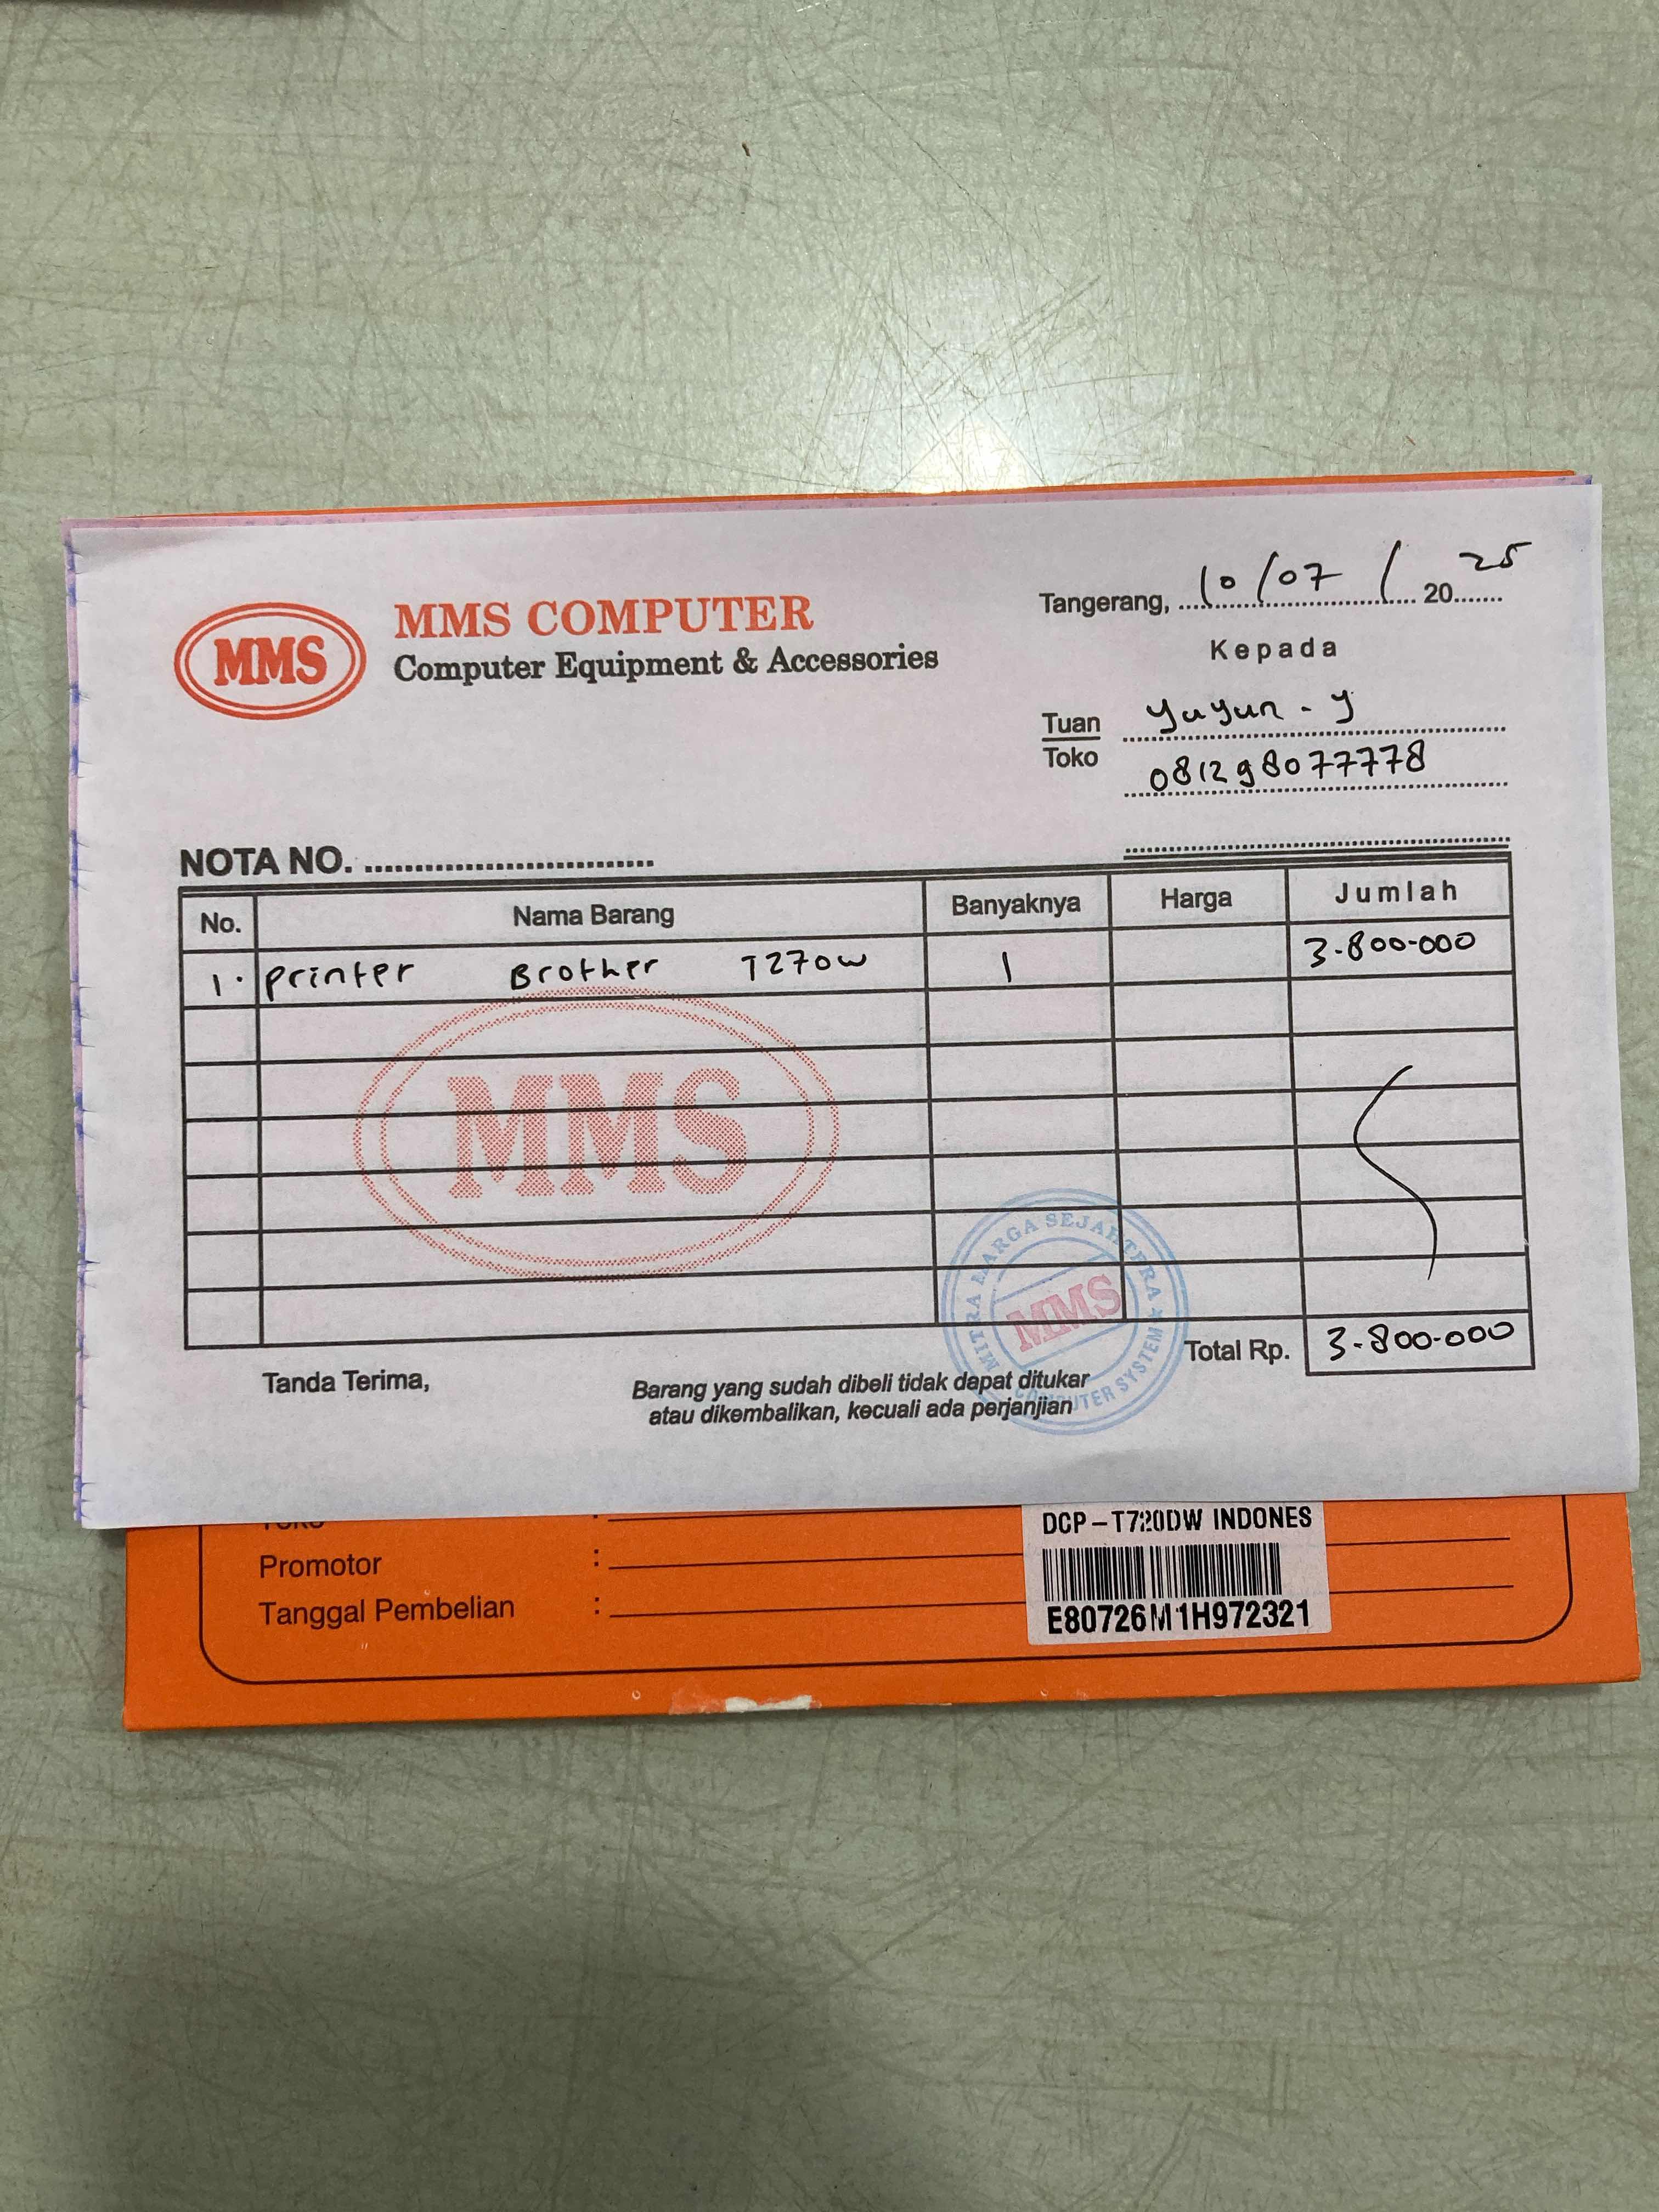 MMS
MMS COMPUTER
Computer Equipment & Accessories
Tangerang, 10/07/ 2025
Kepada
Tuan Yuyun - y
Toko 081298077778
NOTA NO.
No. Nama Barang Banyaknya Harga Jumlah
1. Printer Brother T270W 1 3.800.000
MMS
MITRA MARGA SEJAHTERA
MMS
COMPUTER SYSTEM
Total Rp. 3.800.000
Tanda Terima,
Barang yang sudah dibeli tidak dapat ditukar
atau dikembalikan, kecuali ada perjanjian
DCP-T720DW INDONES
Promotor :
Tanggal Pembelian :
E80726M1H972321